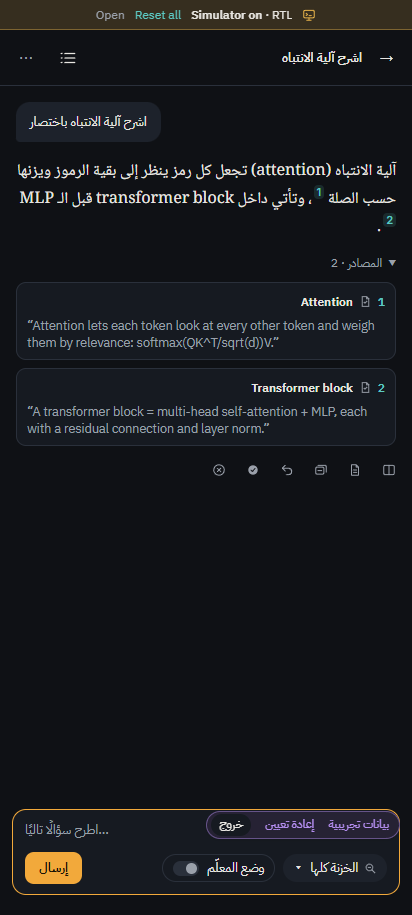 Open Reset all Simulator on · RTL
اشرح آلية الانتباه
اشرح آلية الانتباه باختصار
آلية الانتباه (attention) تجعل كل رمز ينظر إلى بقية الرموز ويزنها
حسب الصلة 1 ، وتأتي داخل transformer block قبل الـ MLP
2 .
المصادر · 2
1 Attention
“Attention lets each token look at every other token and weigh
them by relevance: softmax(QK^T/sqrt(d))V.”
2 Transformer block
“A transformer block = multi-head self-attention + MLP, each
with a residual connection and layer norm.”
بيانات تجريبية إعادة تعيين خروج
اطرح سؤالًا تاليًا...
الخزنة كلها وضع المعلّم إرسال